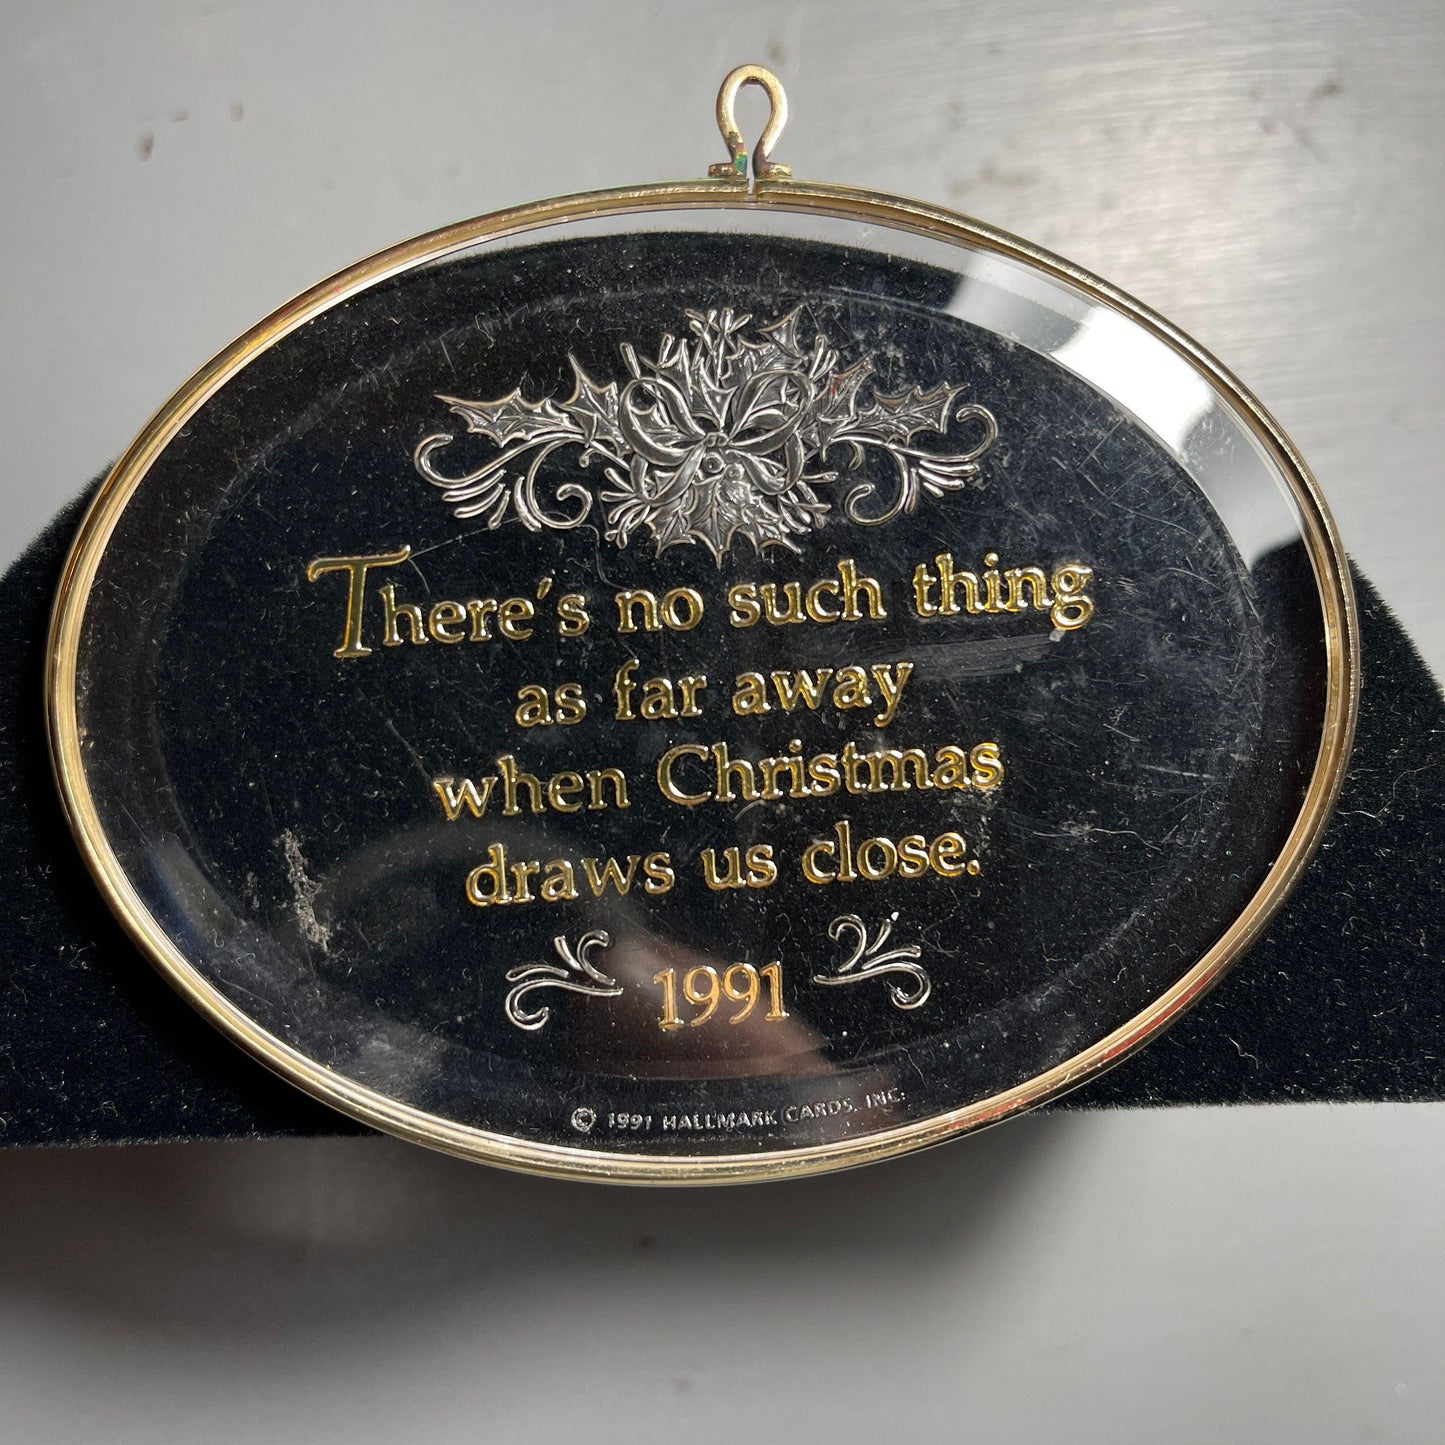 There's no such thing
as far away
when Christmas
draws us close.
1991
© 1991 HALLMARK CARDS, INC.